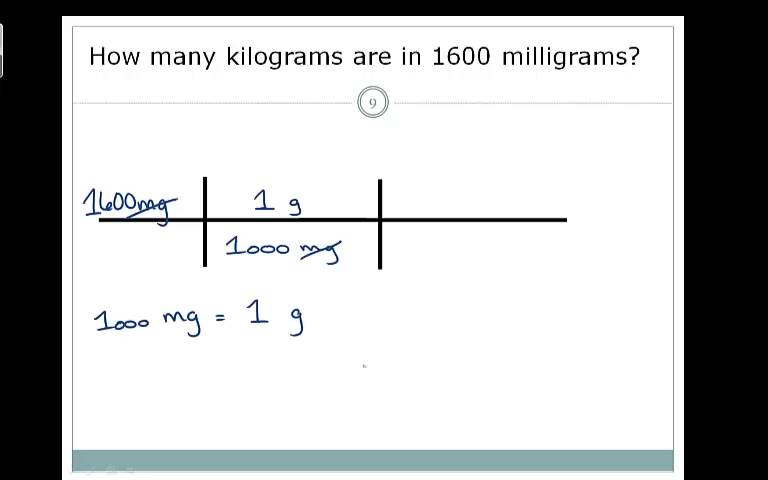 How many kilograms are in 1600 milligrams?
9
1600mg 1 g
1000 mg
1000 mg = 1 g